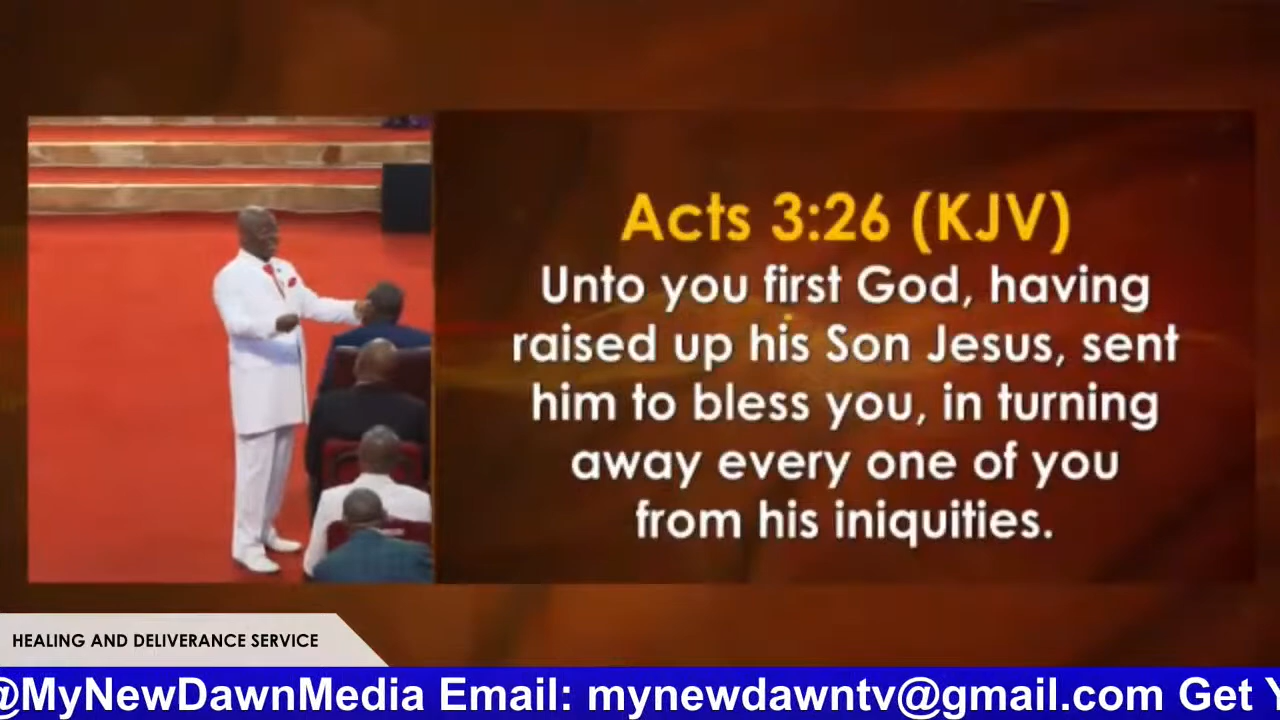 Acts 3:26 (KJV)
Unto you first God, having
raised up his Son Jesus, sent
him to bless you, in turning
away every one of you
from his iniquities.
HEALING AND DELIVERANCE SERVICE
@MyNewDawnMedia Email: mynewdawntv@gmail.com Get